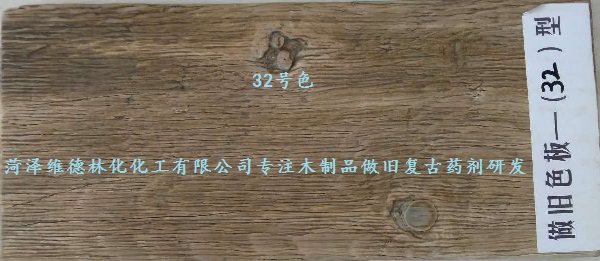 32号色
菏泽维德林化化工有限公司专注木制品做旧复古药剂研发
做旧色板—(32)型